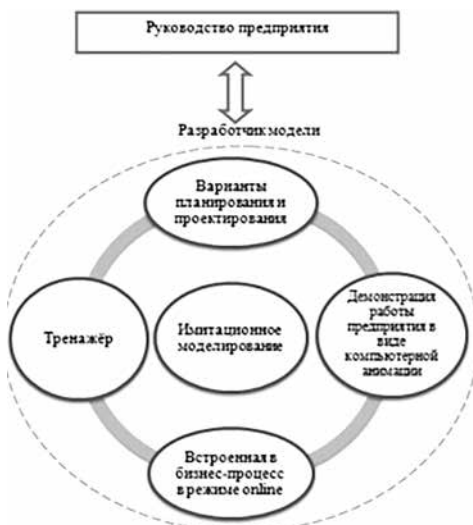 Руководство предприятия
Разработчик модели
Варианты
планирования и
проектирования
Тренажёр
Имитационное
моделирование
Демонстрация
работы
предприятия в
виде
компьютерной
анимации
Встроенная в
бизнес-процесс
в режиме online